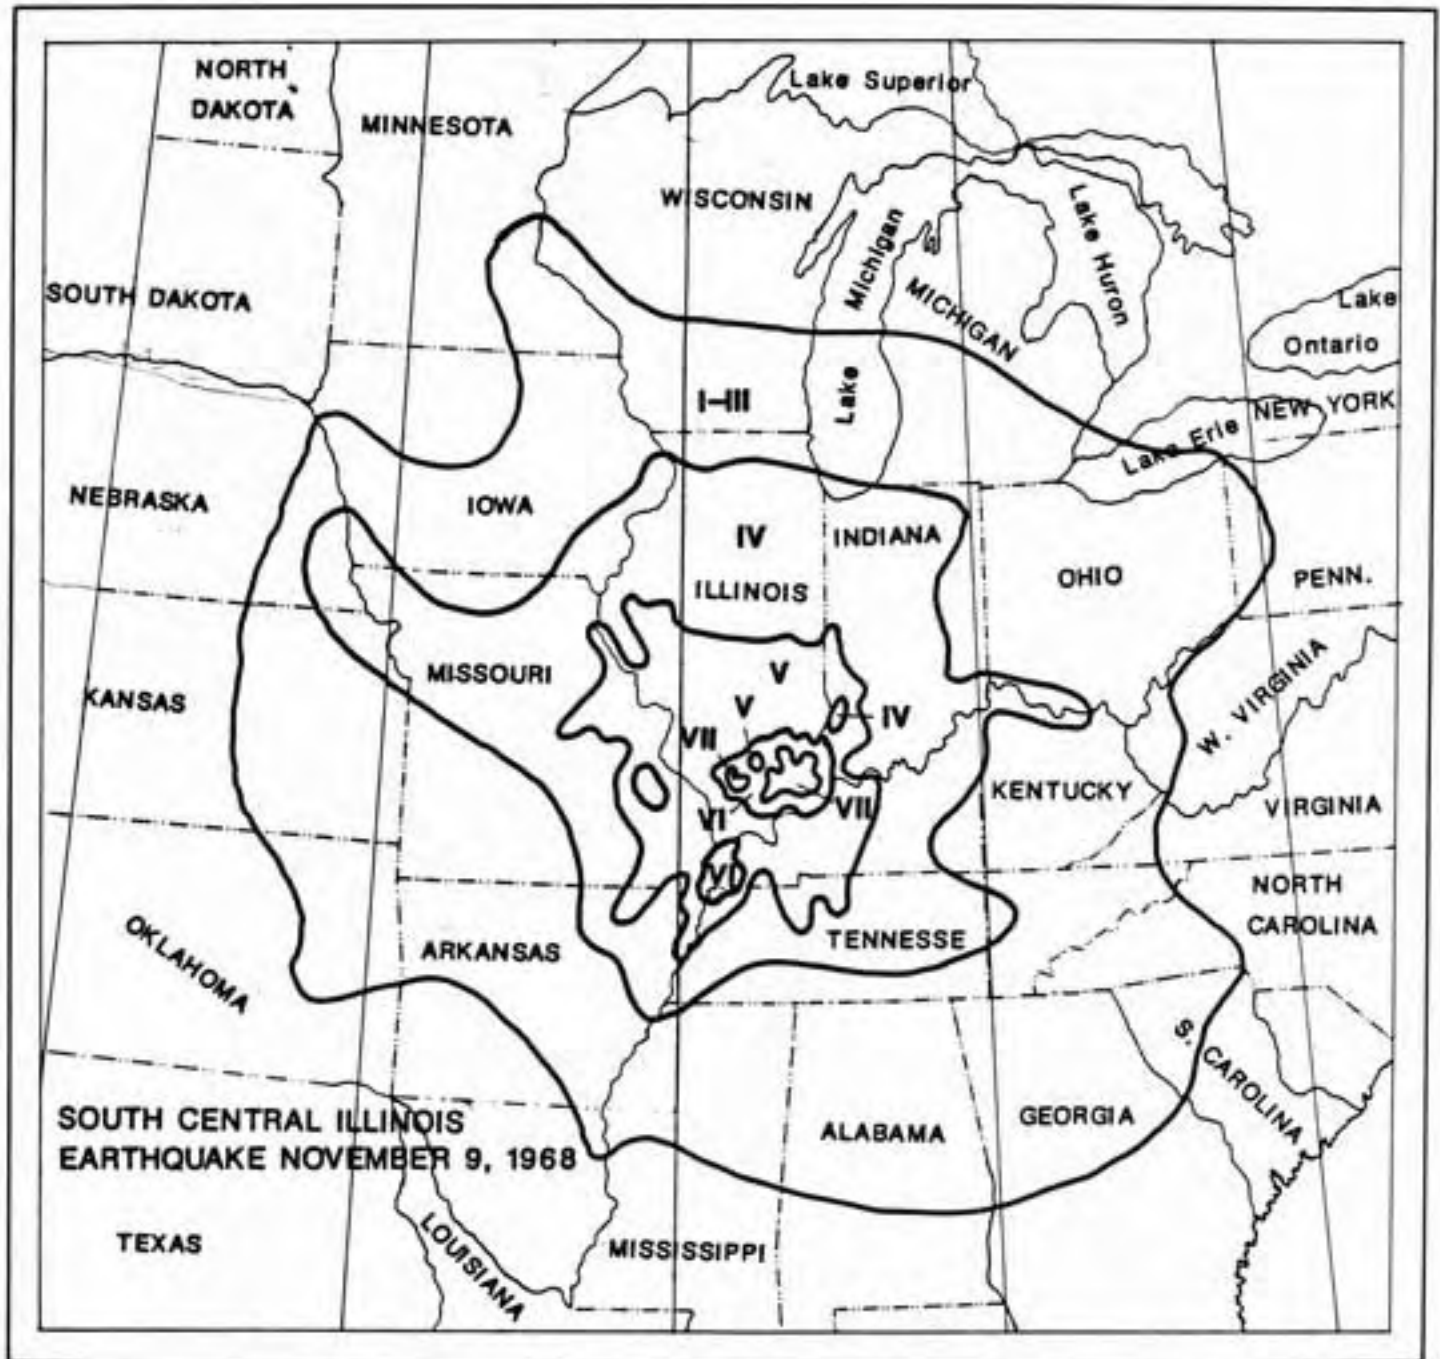 NORTH
DAKOTA
MINNESOTA
Lake Superior
WISCONSIN
Lake Huron
Michigan
MICHIGAN
SOUTH DAKOTA
Lake
Ontario
I-III
Lake
NEW YORK
Lake Erie
NEBRASKA
IOWA
IV
INDIANA
ILLINOIS
OHIO
PENN.
MISSOURI
V
KANSAS
V
IV
W. VIRGINIA
VII
KENTUCKY
VI
VII
VIRGINIA
VI
NORTH
CAROLINA
OKLAHOMA
ARKANSAS
TENNESSE
S. CAROLINA
SOUTH CENTRAL ILLINOIS
EARTHQUAKE NOVEMBER 9, 1968
ALABAMA
GEORGIA
TEXAS
LOUISIANA
MISSISSIPPI